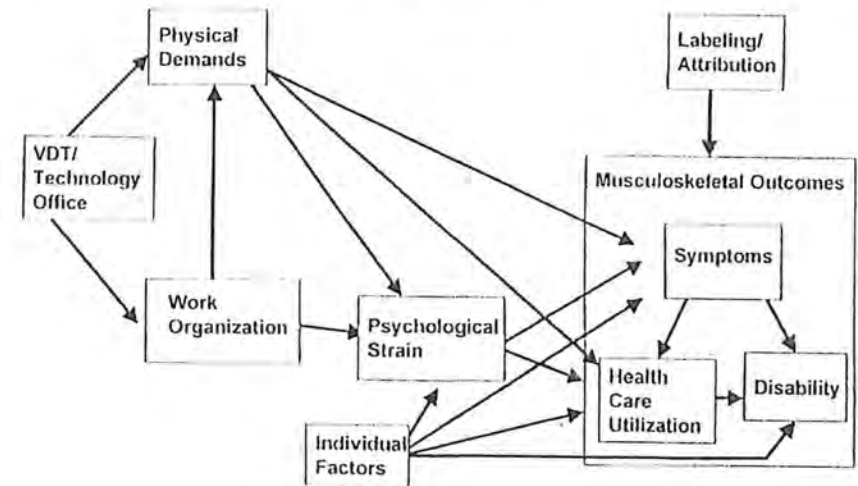 Physical
Demands
Labeling/
Attribution
VDT/
Technology
Office
Musculoskeletal Outcomes
Symptoms
Work
Organization
Psychological
Strain
Health
Care
Utilization
Disability
Individual
Factors